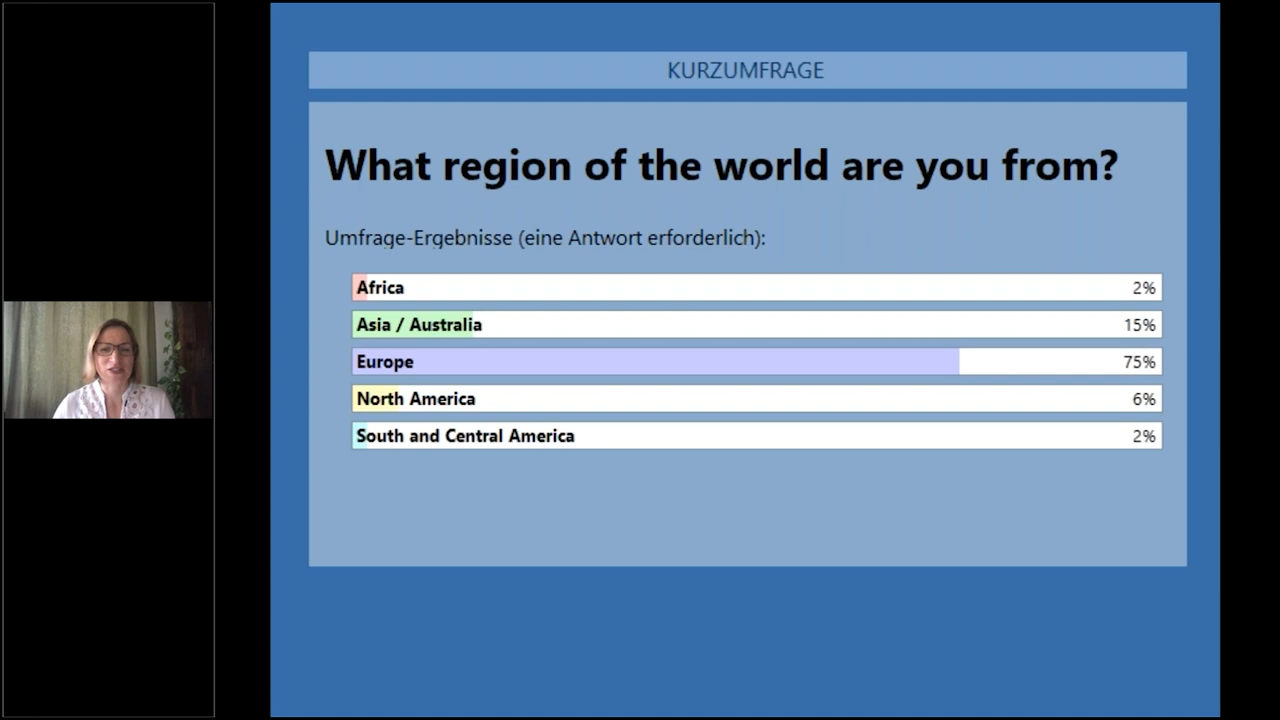 KURZUMFRAGE
What region of the world are you from?
Umfrage-Ergebnisse (eine Antwort erforderlich):
Africa 2%
Asia / Australia 15%
Europe 75%
North America 6%
South and Central America 2%